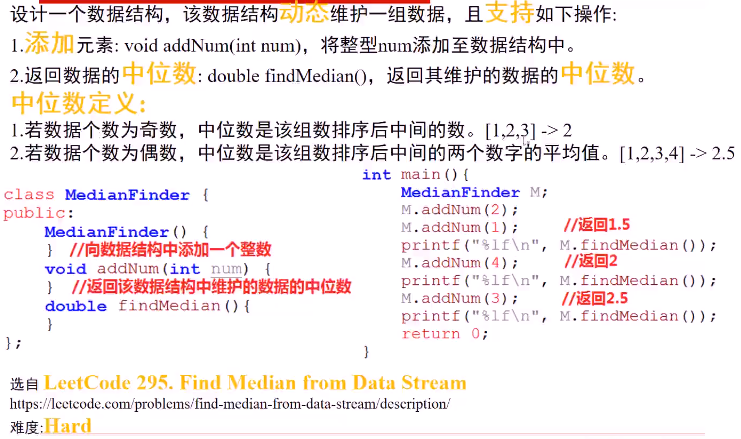 设计一个数据结构，该数据结构动态维护一组数据，且支持如下操作:
1.添加元素: void addNum(int num)，将整型num添加至数据结构中。
2.返回数据的中位数: double findMedian()，返回其维护的数据的中位数。
中位数定义：
1.若数据个数为奇数，中位数是该组数排序后中间的数。[1,2,3] -> 2
2.若数据个数为偶数，中位数是该组数排序后中间的两个数字的平均值。[1,2,3,4] -> 2.5
class MedianFinder {
public:
MedianFinder() {
} //向数据结构中添加一个整数
void addNum(int num) {
} //返回该数据结构中维护的数据的中位数
double findMedian(){
}
};
int main(){
MedianFinder M;
M.addNum(2);
M.addNum(1); //返回1.5
printf("%lf\n", M.findMedian());
M.addNum(4); //返回2
printf("%lf\n", M.findMedian());
M.addNum(3); //返回2.5
printf("%lf\n", M.findMedian());
return 0;
}
选自 LeetCode 295. Find Median from Data Stream
https://leetcode.com/problems/find-median-from-data-stream/description/
难度:Hard